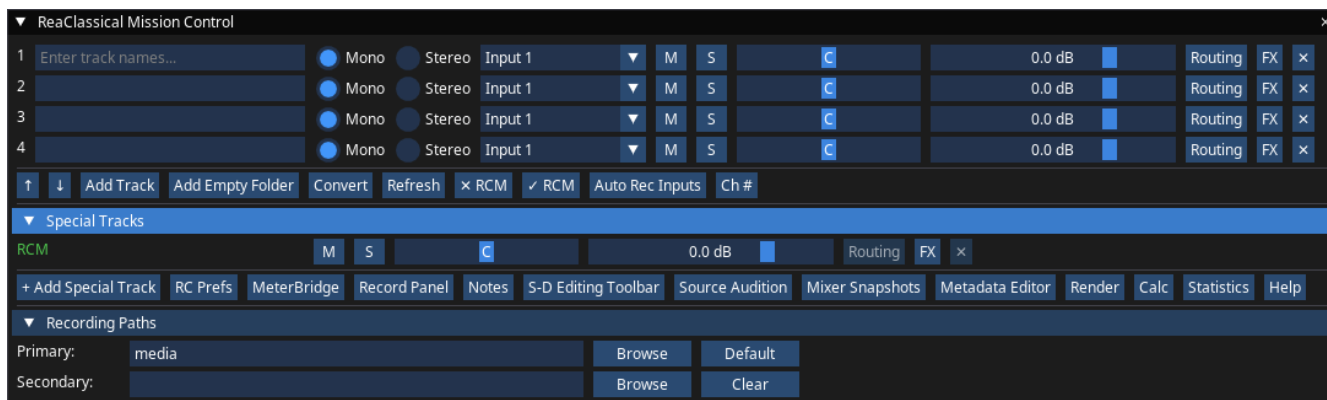 ▼ ReaClassical Mission Control ×
1 Enter track names... Mono Stereo Input 1 ▼ M S C 0.0 dB Routing FX ×
2 Mono Stereo Input 1 ▼ M S C 0.0 dB Routing FX ×
3 Mono Stereo Input 1 ▼ M S C 0.0 dB Routing FX ×
4 Mono Stereo Input 1 ▼ M S C 0.0 dB Routing FX ×
↑ ↓ Add Track Add Empty Folder Convert Refresh × RCM ✓ RCM Auto Rec Inputs Ch #
▼ Special Tracks
RCM M S C 0.0 dB Routing FX ×
+ Add Special Track RC Prefs MeterBridge Record Panel Notes S-D Editing Toolbar Source Audition Mixer Snapshots Metadata Editor Render Calc Statistics Help
▼ Recording Paths
Primary: media Browse Default
Secondary: Browse Clear